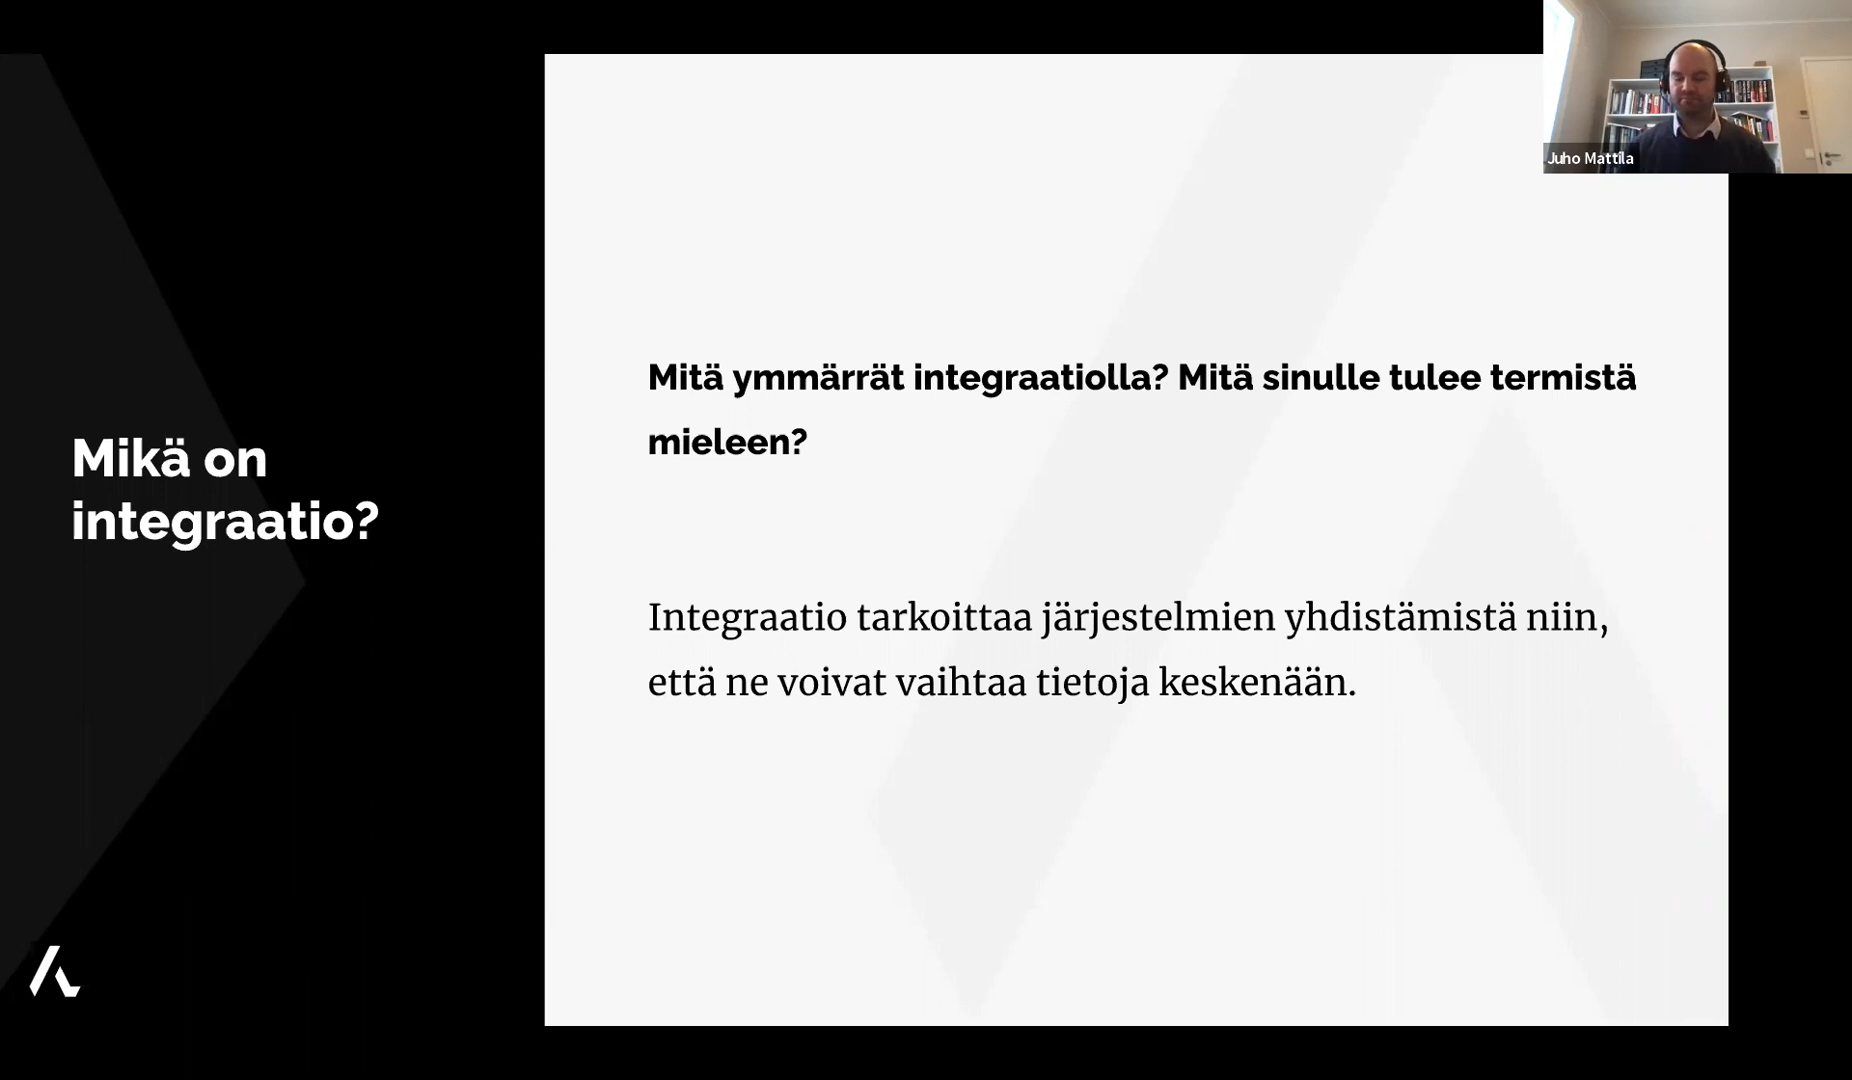 Mikä on
integraatio?
Mitä ymmärrät integraatiolla? Mitä sinulle tulee termistä
mieleen?
Integraatio tarkoittaa järjestelmien yhdistämistä niin,
että ne voivat vaihtaa tietoja keskenään.
Juho Mattila